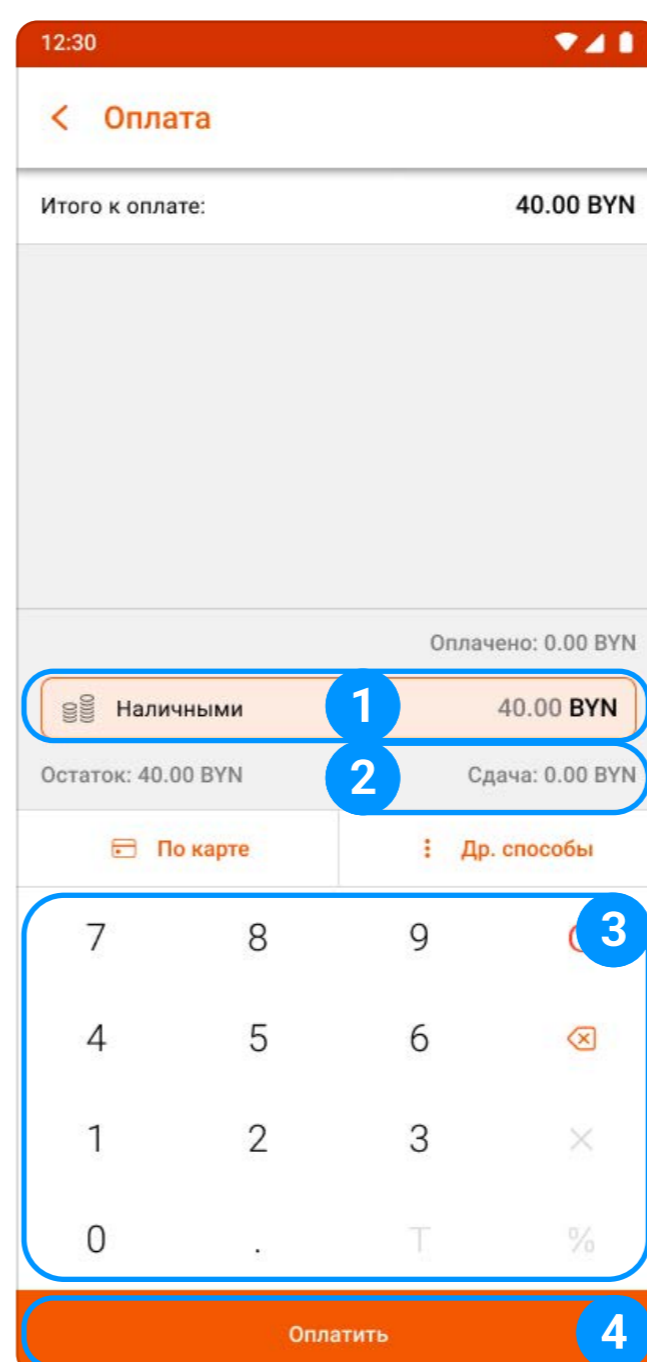 12:30
Оплата
Итого к оплате: 40.00 BYN
Оплачено: 0.00 BYN
Наличными 1 40.00 BYN
Остаток: 40.00 BYN 2 Сдача: 0.00 BYN
По карте Др. способы
7 8 9 3
4 5 6
1 2 3 ×
0 . T %
Оплатить 4